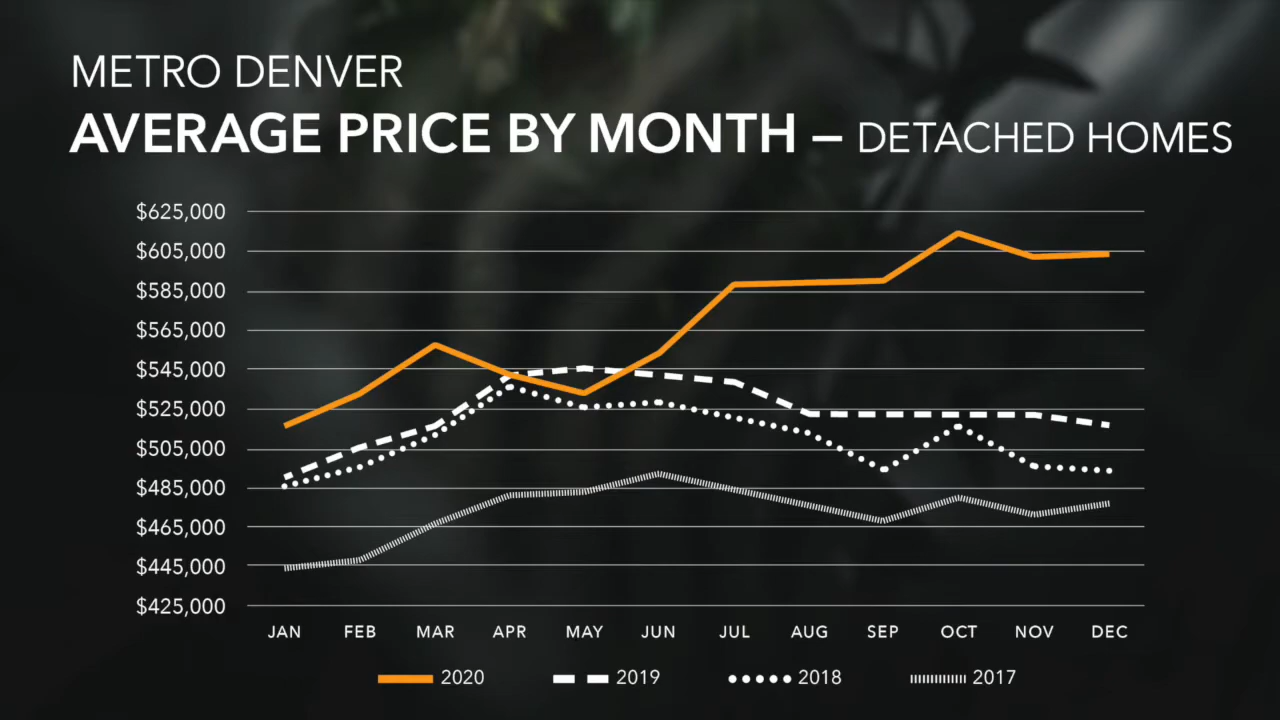 METRO DENVER
AVERAGE PRICE BY MONTH – DETACHED HOMES
$625,000
$605,000
$585,000
$565,000
$545,000
$525,000
$505,000
$485,000
$465,000
$445,000
$425,000
JAN FEB MAR APR MAY JUN JUL AUG SEP OCT NOV DEC
2020 2019 2018 2017